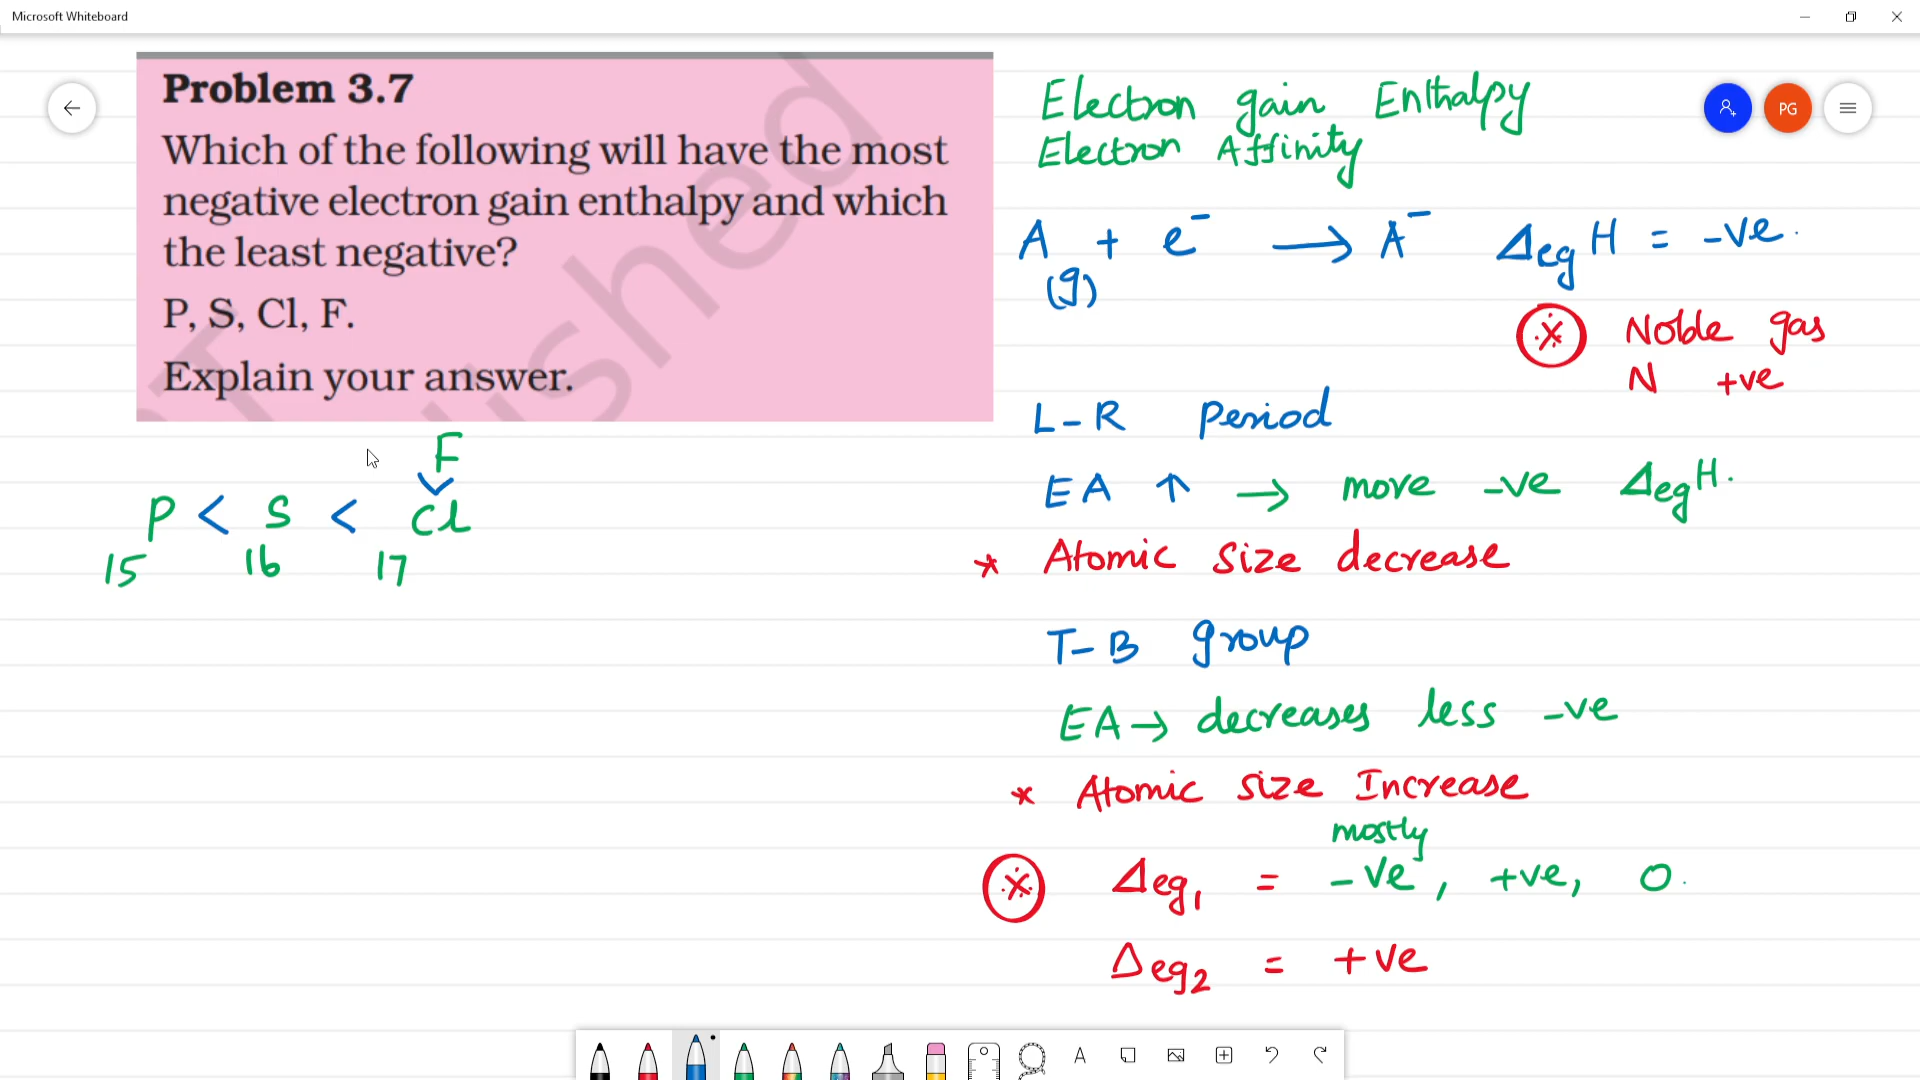 Microsoft Whiteboard
Problem 3.7
Which of the following will have the most
negative electron gain enthalpy and which
the least negative?
P, S, Cl, F.
Explain your answer.
F
P < S < Cl
15 16 17
Electron gain Enthalpy
Electron Affinity
A + e⁻ → A⁻ ΔegH = -ve.
(g)
Noble gas
N +ve
L-R Period
EA ↑ → move -ve ΔegH.
* Atomic size decrease
T-B group
EA → decreases less -ve
* Atomic size Increase
mostly
Δeg₁ = -ve, +ve, 0.
Δeg₂ = +ve
PG
A